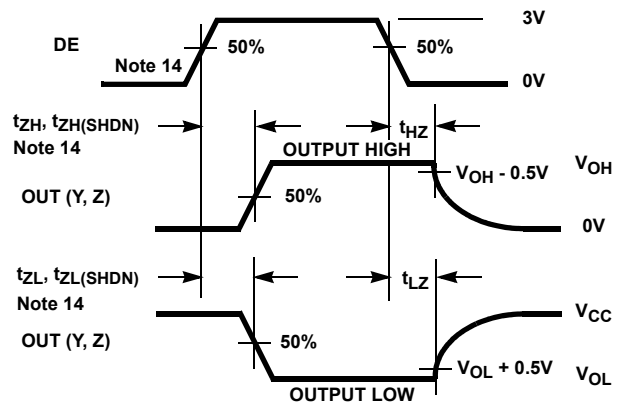 3V
DE
50%
50%
Note 14
0V
tZH, tZH(SHDN)
Note 14
tHZ
OUTPUT HIGH
VOH - 0.5V
VOH
OUT (Y, Z)
50%
0V
tZL, tZL(SHDN)
Note 14
tLZ
VCC
OUT (Y, Z)
50%
VOL + 0.5V
VOL
OUTPUT LOW